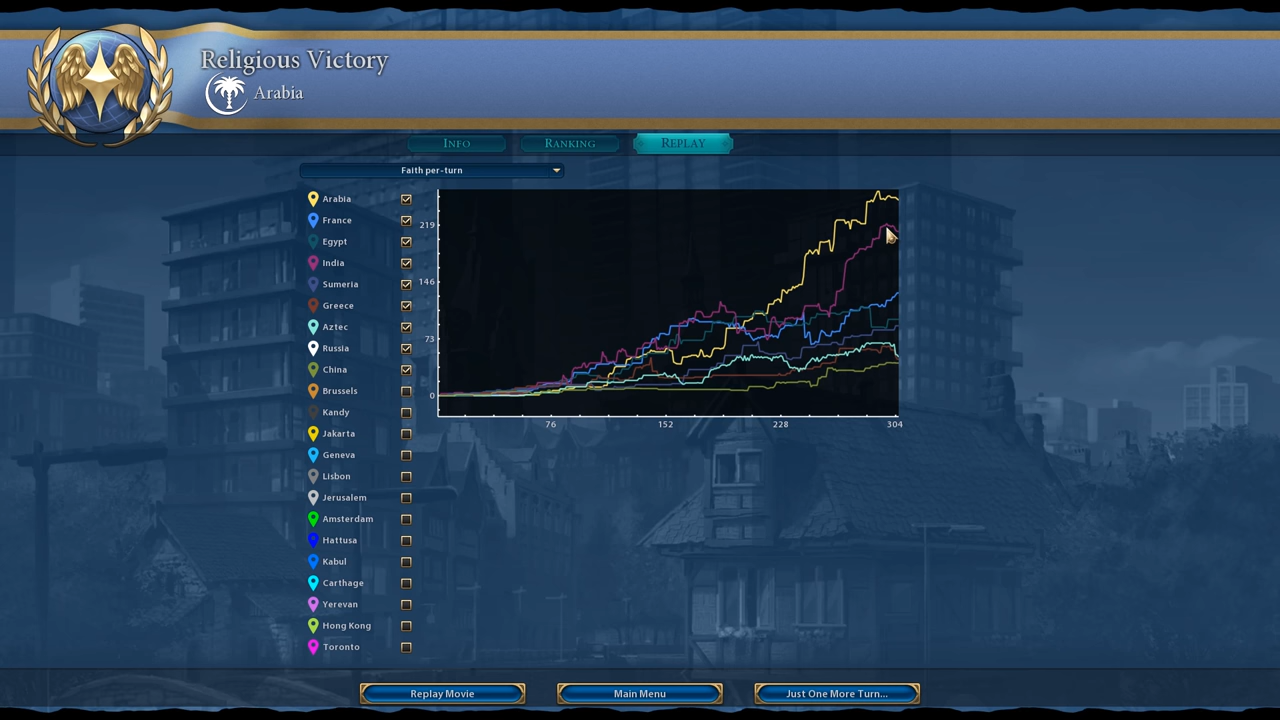 Religious Victory
Arabia
INFO
RANKING
REPLAY
Faith per-turn
Arabia
France
Egypt
India
Sumeria
Greece
Aztec
Russia
China
Brussels
Kandy
Jakarta
Geneva
Lisbon
Jerusalem
Amsterdam
Hattusa
Kabul
Carthage
Yerevan
Hong Kong
Toronto
219
146
73
0
76 152 228 304
Replay Movie
Main Menu
Just One More Turn...